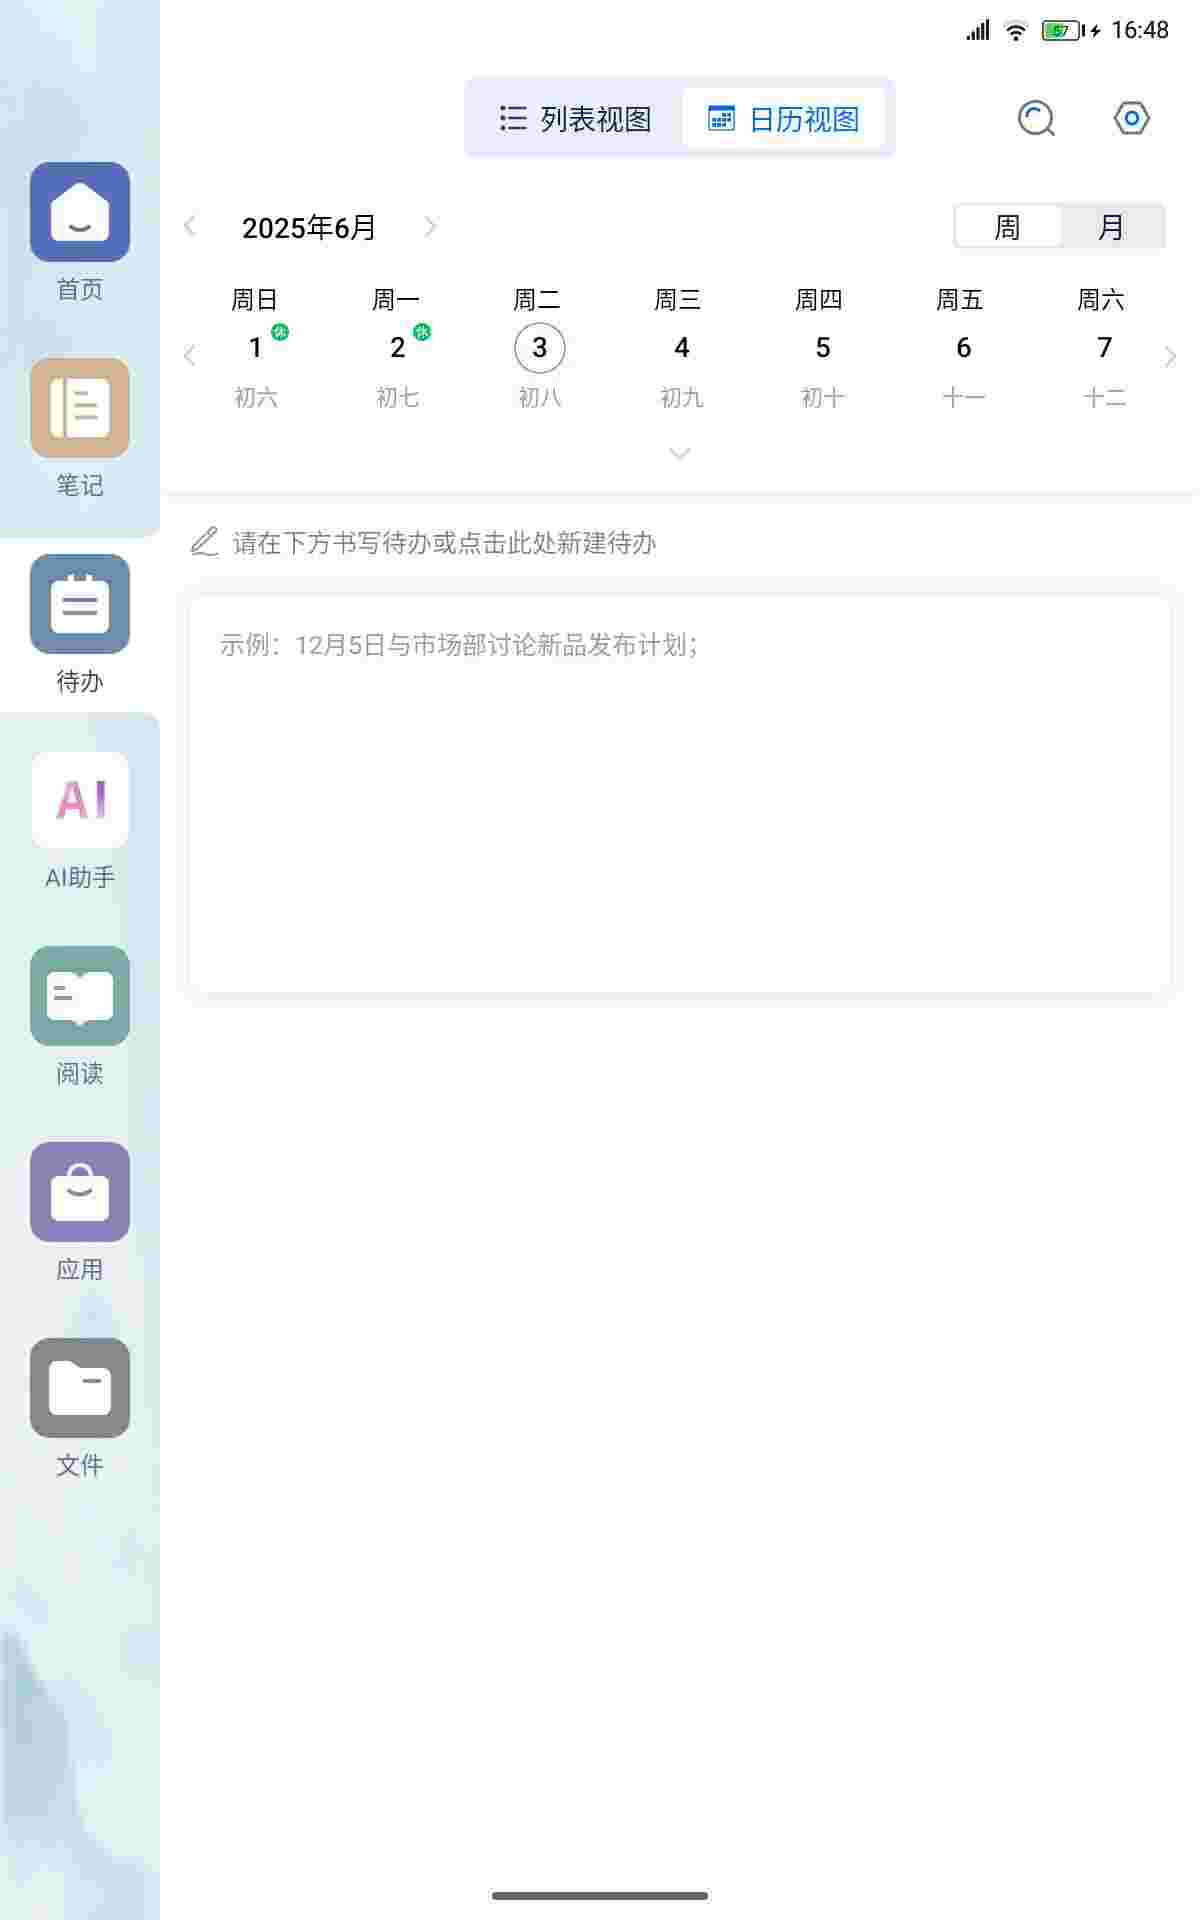 57 16:48
列表视图 日历视图
2025年6月 周 月
周日 周一 周二 周三 周四 周五 周六
1 休 2 休 3 4 5 6 7
初六 初七 初八 初九 初十 十一 十二
请在下方书写待办或点击此处新建待办
示例：12月5日与市场部讨论新品发布计划；
首页
笔记
待办
AI
AI助手
阅读
应用
文件